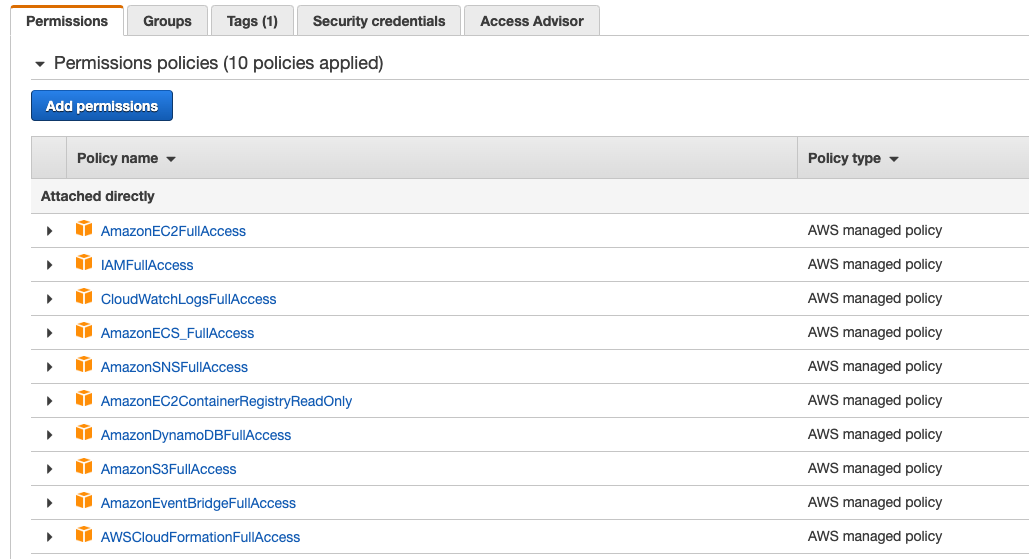 Permissions Groups Tags (1) Security credentials Access Advisor
Permissions policies (10 policies applied)
Add permissions
Policy name Policy type
Attached directly
AmazonEC2FullAccess AWS managed policy
IAMFullAccess AWS managed policy
CloudWatchLogsFullAccess AWS managed policy
AmazonECS_FullAccess AWS managed policy
AmazonSNSFullAccess AWS managed policy
AmazonEC2ContainerRegistryReadOnly AWS managed policy
AmazonDynamoDBFullAccess AWS managed policy
AmazonS3FullAccess AWS managed policy
AmazonEventBridgeFullAccess AWS managed policy
AWSCloudFormationFullAccess AWS managed policy